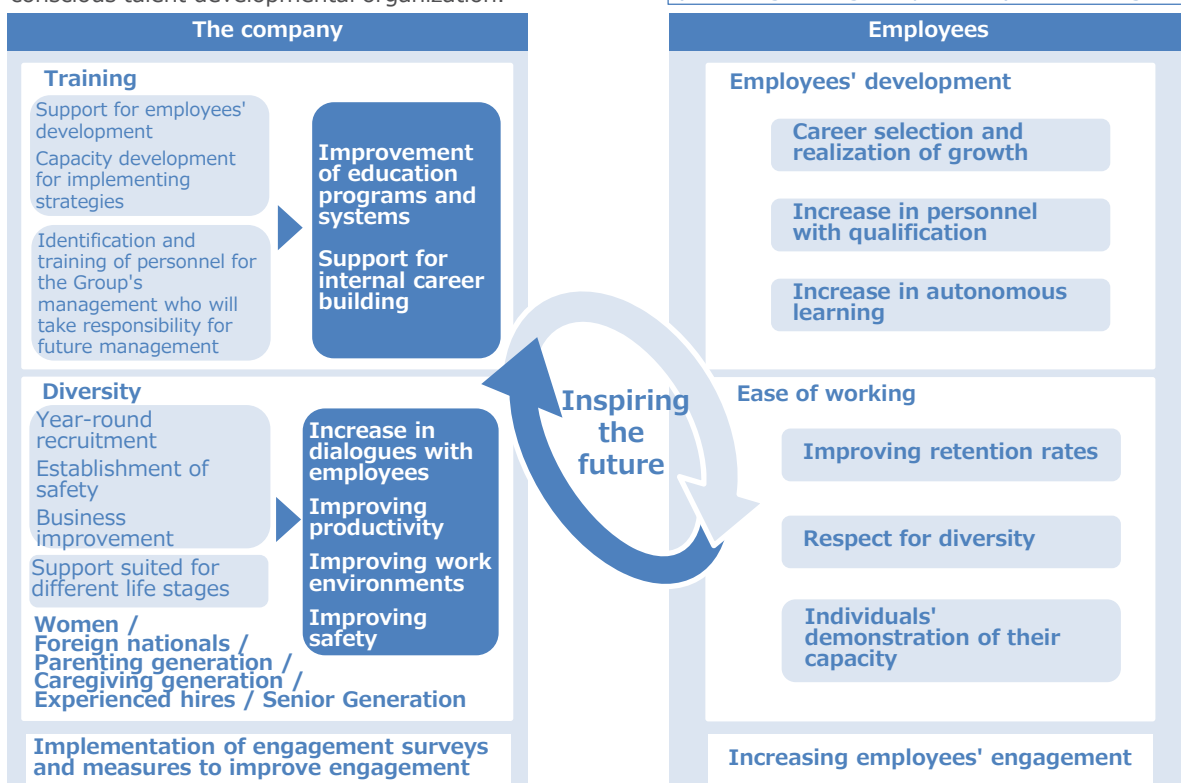 conscious talent developmental organization.
The company
Training
Support for employees'
development
Capacity development
for implementing
strategies
Identification and
training of personnel for
the Group's
management who will
take responsibility for
future management
Improvement
of education
programs and
systems
Support for
internal career
building
Diversity
Year-round
recruitment
Establishment of
safety
Business
improvement
Support suited for
different life stages
Women /
Foreign nationals /
Parenting generation /
Caregiving generation /
Experienced hires / Senior Generation
Increase in
dialogues with
employees
Improving
productivity
Improving work
environments
Improving
safety
Implementation of engagement surveys
and measures to improve engagement
Inspiring
the
future
Employees
Employees' development
Career selection and
realization of growth
Increase in personnel
with qualification
Increase in autonomous
learning
Ease of working
Improving retention rates
Respect for diversity
Individuals'
demonstration of their
capacity
Increasing employees' engagement